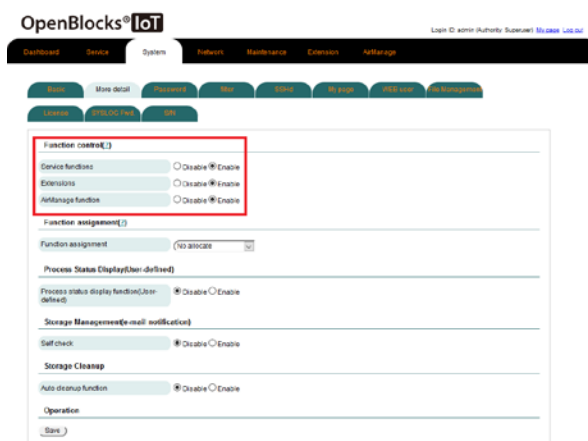 OpenBlocks® IoT
Login ID: admin (Authority: Superuser) My page Log out
Dashboard Service System Network Maintenance Extension AirManage
Basic More detail Password filter SSHd My page WEB user File Management
License SYSLOG Fwd
Function control(?)
Service functions Disable Enable
Extensions Disable Enable
AirManage function Disable Enable
Function assignment(?)
Function assignment (No allocate
Process Status Display(User-defined)
Process status display function(User-
defined) Disable Enable
Storage Management(e-mail notification)
Self check Disable Enable
Storage Cleanup
Auto cleanup function Disable Enable
Operation
Save